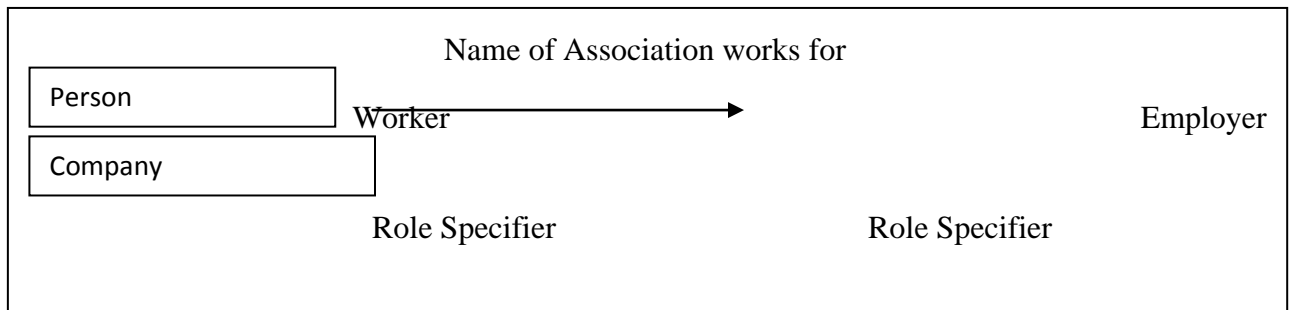 Name of Association works for
Person
Worker Employer
Company
Role Specifier Role Specifier